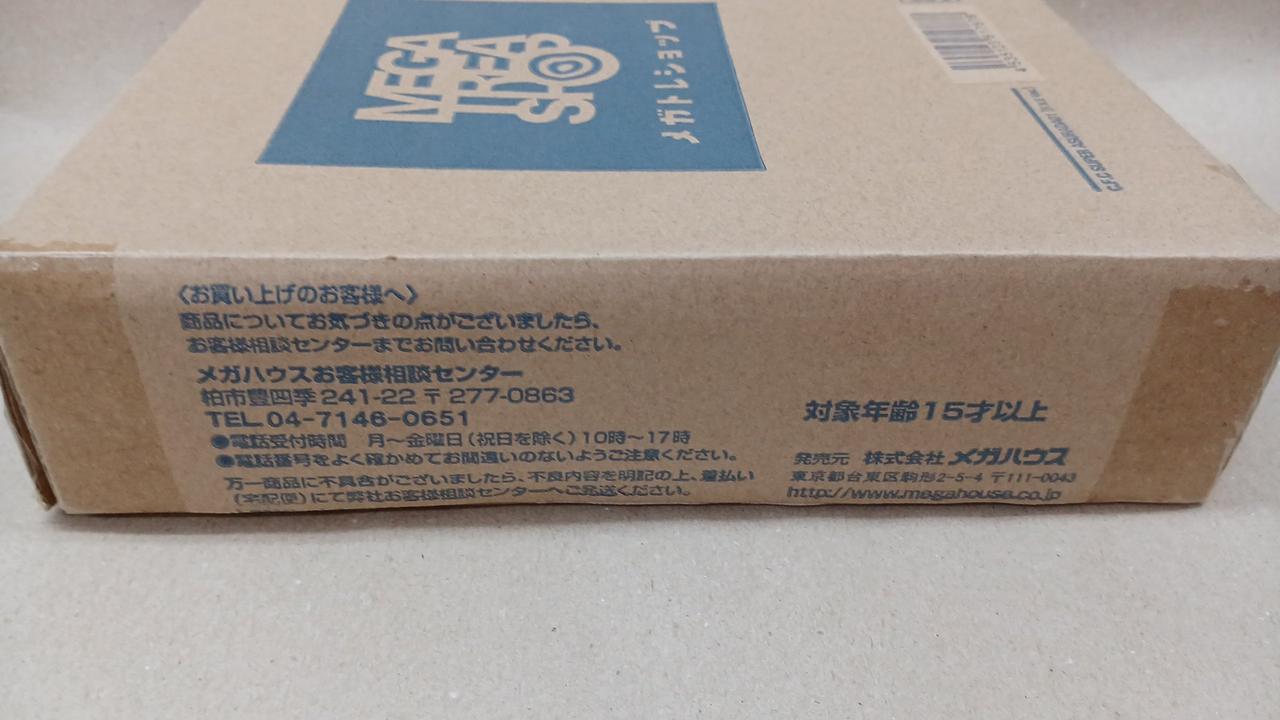 MEGA
TREA
SHOP
メガトレショップ
G.F.G. SUPER ASURADA
〈お買い上げのお客様へ〉
商品についてお気づきの点がございましたら、
お客様相談センターまでお問い合わせください。
メガハウスお客様相談センター
柏市豊四季241-22 〒277-0863
TEL.04-7146-0651
●電話受付時間 月〜金曜日(祝日を除く)10時〜17時
●電話番号をよく確かめてお間違いのないようご注意ください。
万一商品に不具合がございましたら、不良内容を明記の上、着払い
(宅配便)にて弊社お客様相談センターへご発送ください。
対象年齢15才以上
発売元 株式会社 メガハウス
東京都台東区駒形2-5-4 〒111-0043
http://www.megahouse.co.jp